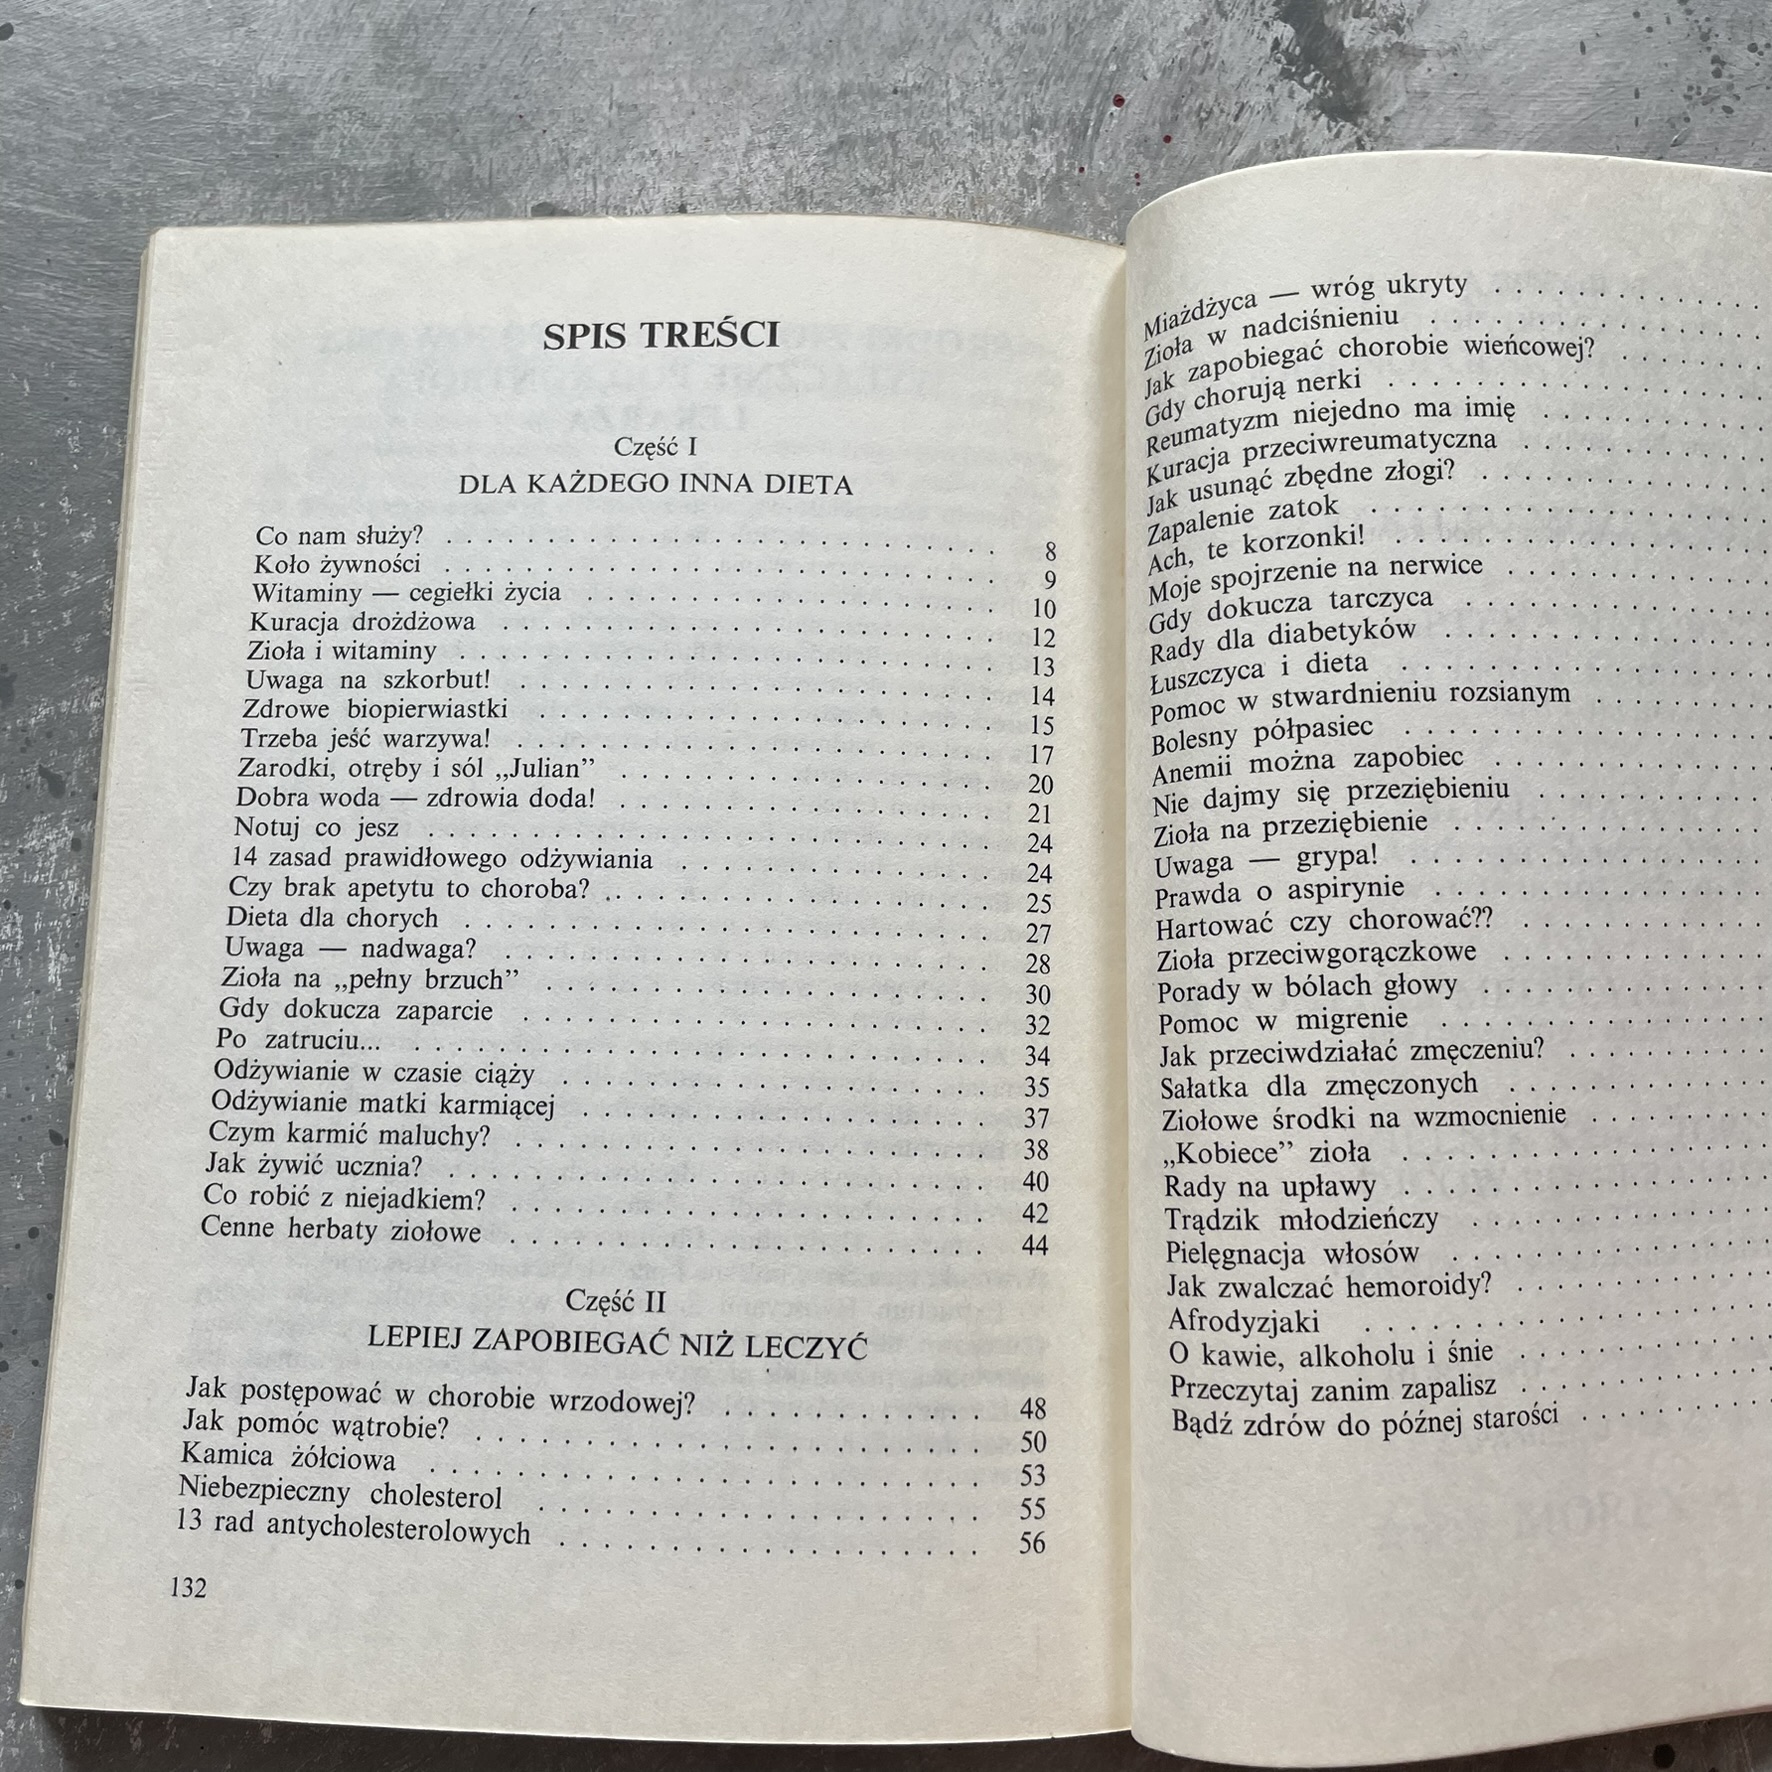 SPIS TREŚCI
Część I
DLA KAŻDEGO INNA DIETA
Co nam służy? . . . . . . . . . . . . . . . . . . . . . . . . 8
Koło żywności . . . . . . . . . . . . . . . . . . . . . . . . 9
Witaminy — cegiełki życia . . . . . . . . . . . . . . . . . . 10
Kuracja drożdżowa . . . . . . . . . . . . . . . . . . . . . . 12
Zioła i witaminy . . . . . . . . . . . . . . . . . . . . . . . 13
Uwaga na szkorbut! . . . . . . . . . . . . . . . . . . . . . 14
Zdrowe biopierwiastki . . . . . . . . . . . . . . . . . . . . 15
Trzeba jeść warzywa! . . . . . . . . . . . . . . . . . . . . 17
Zarodki, otręby i sól „Julian” . . . . . . . . . . . . . . . . 20
Dobra woda — zdrowia doda! . . . . . . . . . . . . . . . . 21
Notuj co jesz . . . . . . . . . . . . . . . . . . . . . . . . 24
14 zasad prawidłowego odżywiania . . . . . . . . . . . . . 24
Czy brak apetytu to choroba? . . . . . . . . . . . . . . . . 25
Dieta dla chorych . . . . . . . . . . . . . . . . . . . . . . 27
Uwaga — nadwaga? . . . . . . . . . . . . . . . . . . . . . 28
Zioła na „pełny brzuch” . . . . . . . . . . . . . . . . . . . 30
Gdy dokucza zaparcie . . . . . . . . . . . . . . . . . . . . 32
Po zatruciu... . . . . . . . . . . . . . . . . . . . . . . . . 34
Odżywianie w czasie ciąży . . . . . . . . . . . . . . . . . . 35
Odżywianie matki karmiącej . . . . . . . . . . . . . . . . . 37
Czym karmić maluchy? . . . . . . . . . . . . . . . . . . . . 38
Jak żywić ucznia? . . . . . . . . . . . . . . . . . . . . . . 40
Co robić z niejadkiem? . . . . . . . . . . . . . . . . . . . . 42
Cenne herbaty ziołowe . . . . . . . . . . . . . . . . . . . . 44
Część II
LEPIEJ ZAPOBIEGAĆ NIŻ LECZYĆ
Jak postępować w chorobie wrzodowej? . . . . . . . . . . . 48
Jak pomóc wątrobie? . . . . . . . . . . . . . . . . . . . . 50
Kamica żółciowa . . . . . . . . . . . . . . . . . . . . . . 53
Niebezpieczny cholesterol . . . . . . . . . . . . . . . . . . 55
13 rad antycholesterolowych . . . . . . . . . . . . . . . . . 56
132
Miażdżyca — wróg ukryty . . . . . . . . . . . .
Zioła w nadciśnieniu . . . . . . . . . . . . . .
Jak zapobiegać chorobie wieńcowej? . . . . . . .
Gdy chorują nerki . . . . . . . . . . . . . . . .
Reumatyzm niejedno ma imię . . . . . . . . . .
Kuracja przeciwreumatyczna . . . . . . . . . . .
Jak usunąć zbędne złogi? . . . . . . . . . . . .
Zapalenie zatok . . . . . . . . . . . . . . . . .
Ach, te korzonki! . . . . . . . . . . . . . . . .
Moje spojrzenie na nerwice . . . . . . . . . . .
Gdy dokucza tarczyca . . . . . . . . . . . . . .
Rady dla diabetyków . . . . . . . . . . . . . .
Łuszczyca i dieta . . . . . . . . . . . . . . . .
Pomoc w stwardnieniu rozsianym . . . . . . . .
Bolesny półpasiec . . . . . . . . . . . . . . . .
Anemii można zapobiec . . . . . . . . . . . . .
Nie dajmy się przeziębieniu . . . . . . . . . . .
Zioła na przeziębienie . . . . . . . . . . . . . .
Uwaga — grypa! . . . . . . . . . . . . . . . .
Prawda o aspirynie . . . . . . . . . . . . . . .
Hartować czy chorować?? . . . . . . . . . . . .
Zioła przeciwgorączkowe . . . . . . . . . . . .
Porady w bólach głowy . . . . . . . . . . . . .
Pomoc w migrenie . . . . . . . . . . . . . . .
Jak przeciwdziałać zmęczeniu? . . . . . . . . .
Sałatka dla zmęczonych . . . . . . . . . . . . .
Ziołowe środki na wzmocnienie . . . . . . . . .
„Kobiece” zioła . . . . . . . . . . . . . . . . .
Rady na upławy . . . . . . . . . . . . . . . . .
Trądzik młodzieńczy . . . . . . . . . . . . . .
Pielęgnacja włosów . . . . . . . . . . . . . . .
Jak zwalczać hemoroidy? . . . . . . . . . . . .
Afrodyzjaki . . . . . . . . . . . . . . . . . . .
O kawie, alkoholu i śnie . . . . . . . . . . . . .
Przeczytaj zanim zapalisz . . . . . . . . . . . .
Bądź zdrów do późnej starości . . . . . . . . . .